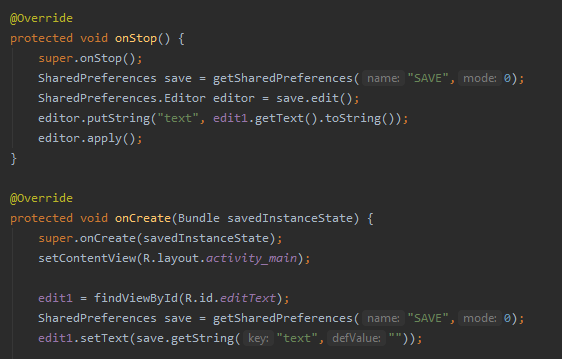 @Override
protected void onStop() {
super.onStop();
SharedPreferences save = getSharedPreferences( name: "SAVE", mode: 0);
SharedPreferences.Editor editor = save.edit();
editor.putString("text", edit1.getText().toString());
editor.apply();
}
@Override
protected void onCreate(Bundle savedInstanceState) {
super.onCreate(savedInstanceState);
setContentView(R.layout.activity_main);
edit1 = findViewById(R.id.editText);
SharedPreferences save = getSharedPreferences( name: "SAVE", mode: 0);
edit1.setText(save.getString( key: "text", defValue: ""));